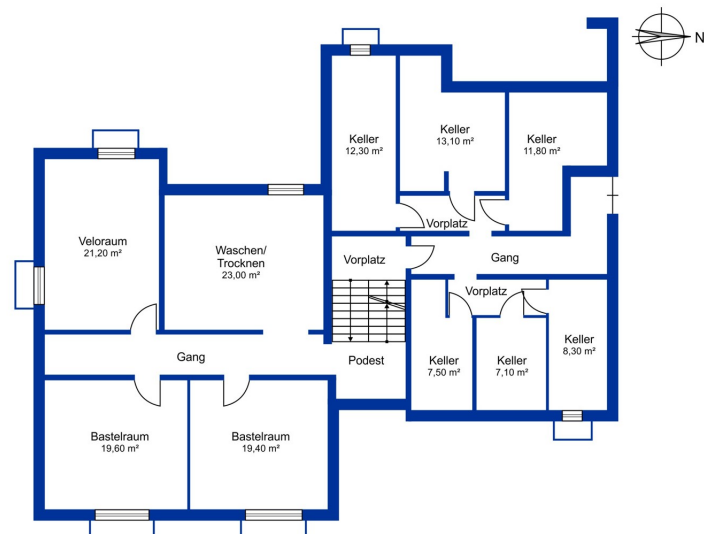 N
Keller
12,30 m²
Keller
13,10 m²
Keller
11,80 m²
Veloraum
21,20 m²
Waschen/
Trocknen
23,00 m²
Vorplatz
Vorplatz
Gang
Vorplatz
Gang
Podest
Keller
7,50 m²
Keller
7,10 m²
Keller
8,30 m²
Bastelraum
19,60 m²
Bastelraum
19,40 m²